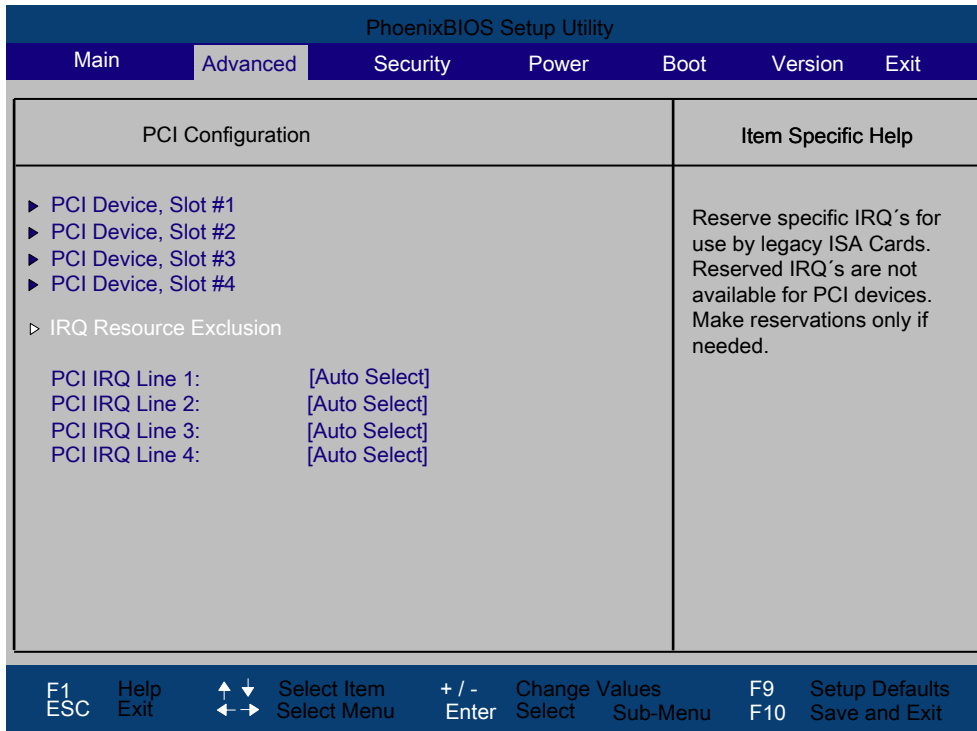 PhoenixBIOS Setup Utility
Main Advanced Security Power Boot Version Exit
PCI Configuration
Item Specific Help
PCI Device, Slot #1
PCI Device, Slot #2
PCI Device, Slot #3
PCI Device, Slot #4
IRQ Resource Exclusion
PCI IRQ Line 1: [Auto Select]
PCI IRQ Line 2: [Auto Select]
PCI IRQ Line 3: [Auto Select]
PCI IRQ Line 4: [Auto Select]
Reserve specific IRQ´s for
use by legacy ISA Cards.
Reserved IRQ´s are not
available for PCI devices.
Make reservations only if
needed.
F1 Help Select Item + / - Change Values F9 Setup Defaults
ESC Exit Select Menu Enter Select Sub-Menu F10 Save and Exit